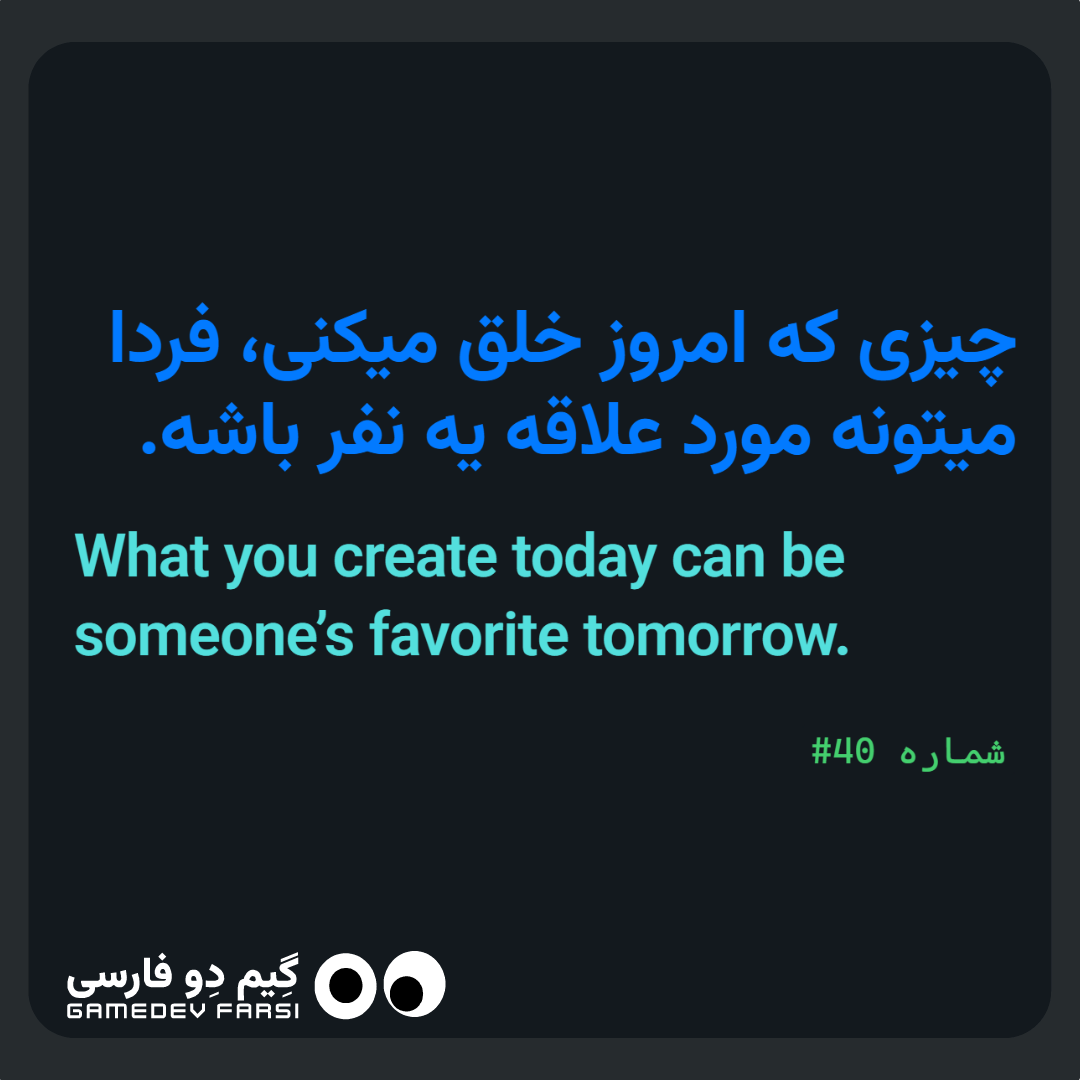 چیزی که امروز خلق میکنی، فردا
میتونه مورد علاقه یه نفر باشه.
What you create today can be
someone’s favorite tomorrow.
شماره #40
گِیم دِو فارسی
GAMEDEV FARSI